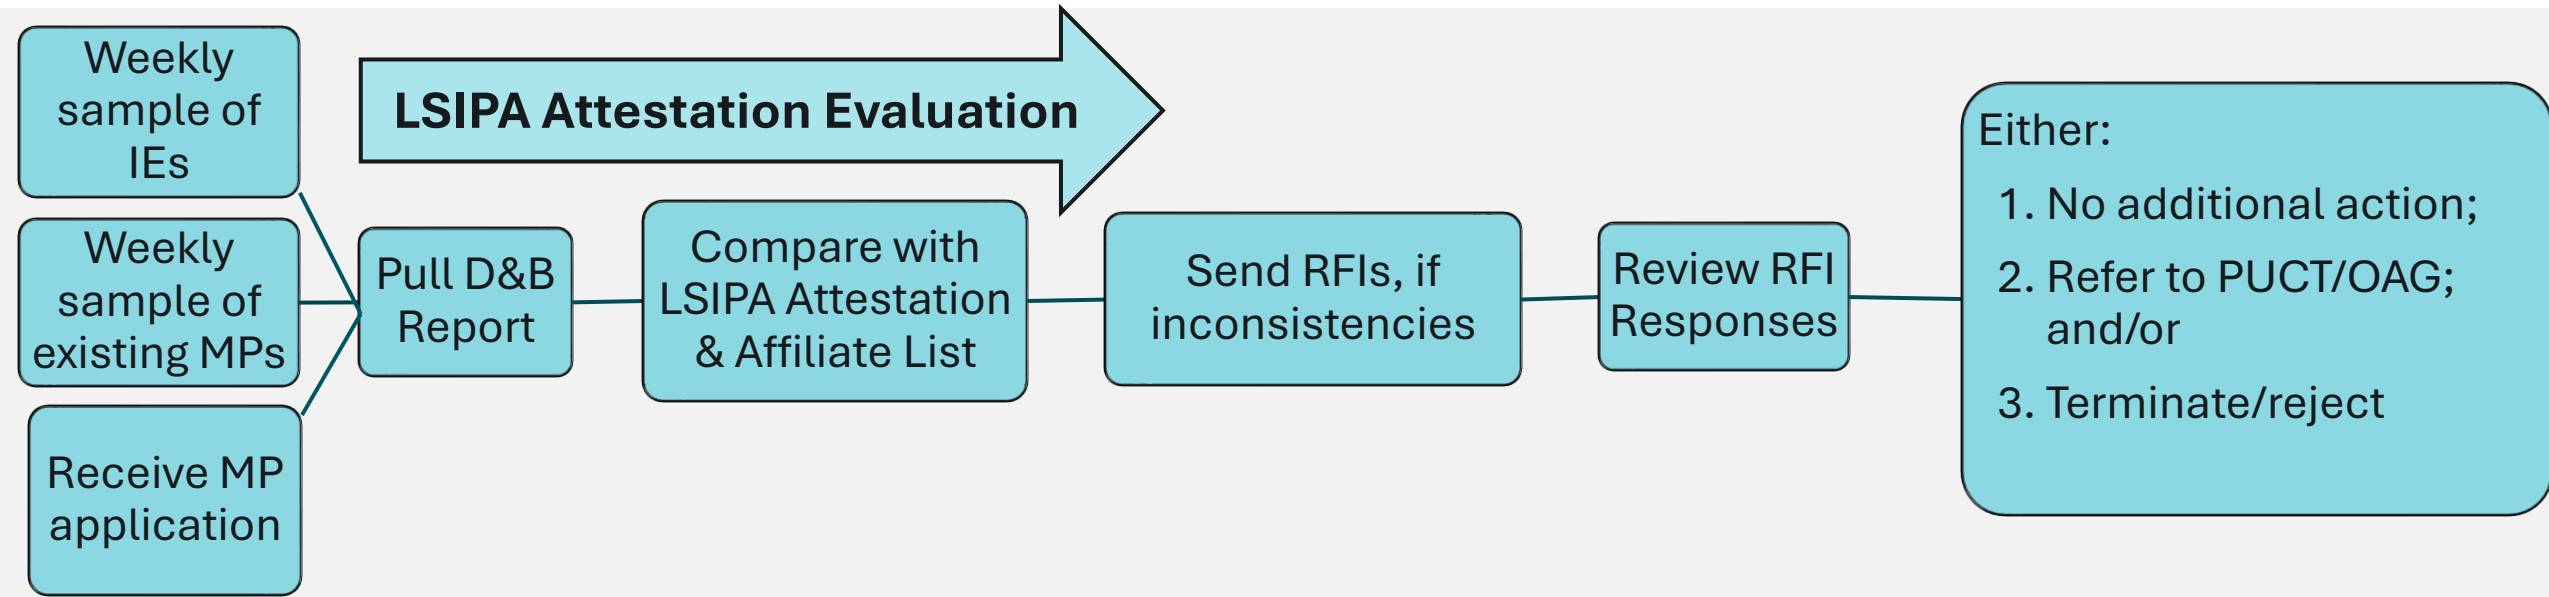 Weekly
sample of
IEs
Weekly
sample of
existing MPs
Receive MP
application
LSIPA Attestation Evaluation
Pull D&B
Report
Compare with
LSIPA Attestation
& Affiliate List
Send RFIs, if
inconsistencies
Review RFI
Responses
Either:
1. No additional action;
2. Refer to PUCT/OAG;
and/or
3. Terminate/reject